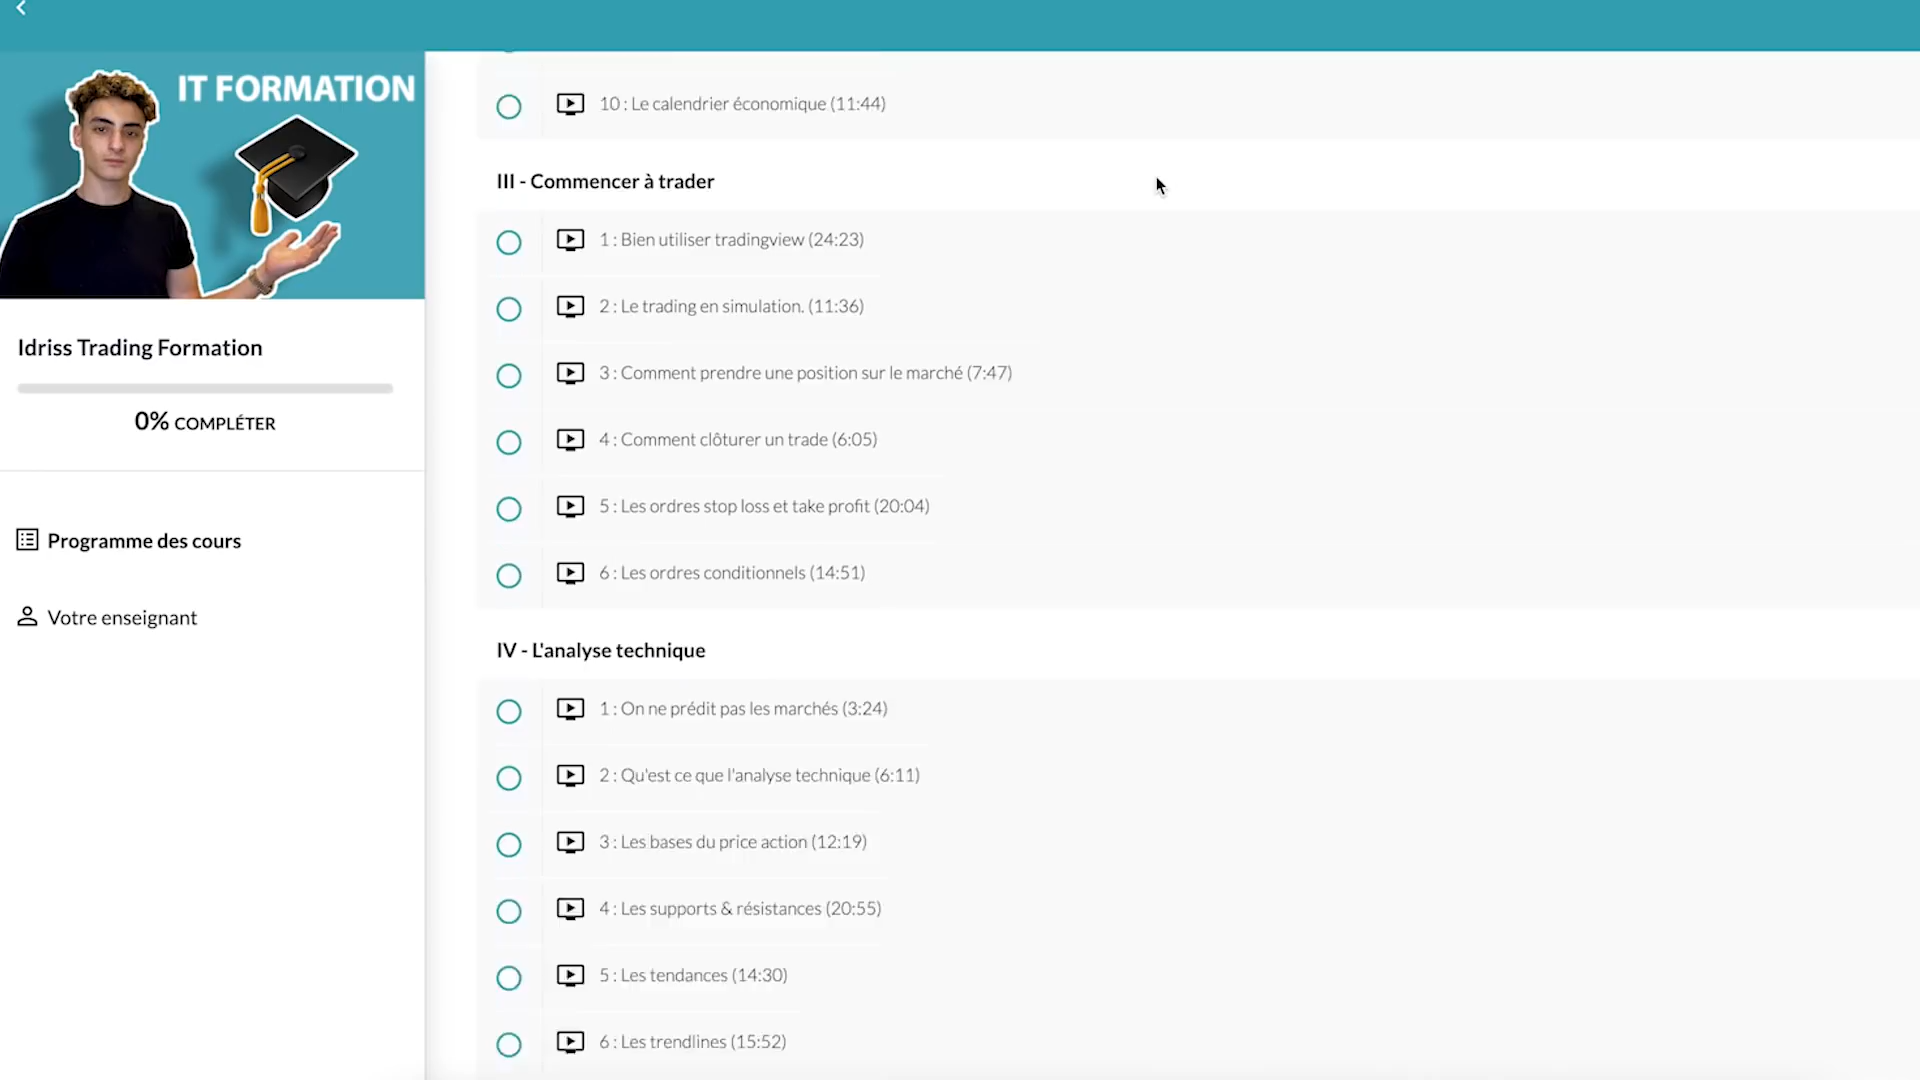 IT FORMATION
Idriss Trading Formation
0% COMPLÉTER
Programme des cours
Votre enseignant
10 : Le calendrier économique (11:44)
III - Commencer à trader
1 : Bien utiliser tradingview (24:23)
2 : Le trading en simulation. (11:36)
3 : Comment prendre une position sur le marché (7:47)
4 : Comment clôturer un trade (6:05)
5 : Les ordres stop loss et take profit (20:04)
6 : Les ordres conditionnels (14:51)
IV - L'analyse technique
1 : On ne prédit pas les marchés (3:24)
2 : Qu'est ce que l'analyse technique (6:11)
3 : Les bases du price action (12:19)
4 : Les supports & résistances (20:55)
5 : Les tendances (14:30)
6 : Les trendlines (15:52)